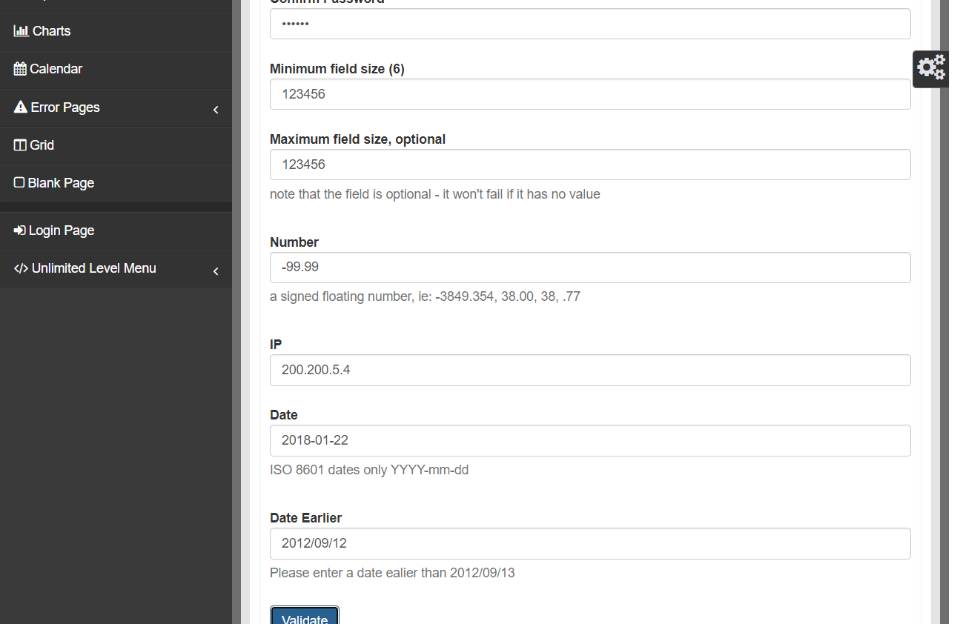 Charts
Calendar
Error Pages
Grid
Blank Page
Login Page
Unlimited Level Menu
Confirm Password
••••••
Minimum field size (6)
123456
Maximum field size, optional
123456
note that the field is optional - it won't fail if it has no value
Number
-99.99
a signed floating number, ie: -3849.354, 38.00, 38, .77
IP
200.200.5.4
Date
2018-01-22
ISO 8601 dates only YYYY-mm-dd
Date Earlier
2012/09/12
Please enter a date ealier than 2012/09/13
Validate